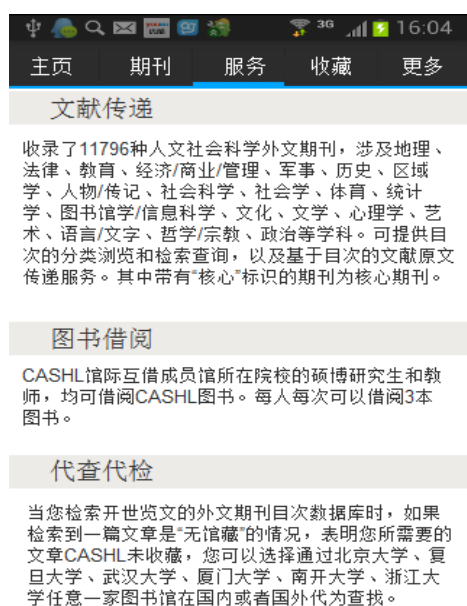 3G 16:04
主页 期刊 服务 收藏 更多
文献传递
收录了11796种人文社会科学外文期刊，涉及地理、
法律、教育、经济/商业/管理、军事、历史、区域
学、人物/传记、社会科学、社会学、体育、统计
学、图书馆学/信息科学、文化、文学、心理学、艺
术、语言/文字、哲学/宗教、政治等学科。可提供目
次的分类浏览和检索查询，以及基于目次的文献原文
传递服务。其中带有“核心”标识的期刊为核心期刊。
图书借阅
CASHL馆际互借成员馆所在院校的硕博研究生和教
师，均可借阅CASHL图书。每人每次可以借阅3本
图书。
代查代检
当您检索开世览文的外文期刊目次数据库时，如果
检索到一篇文章是“无馆藏”的情况，表明您所需要的
文章CASHL未收藏，您可以选择通过北京大学、复
旦大学、武汉大学、厦门大学、南开大学、浙江大
学任意一家图书馆在国内或者国外代为查找。